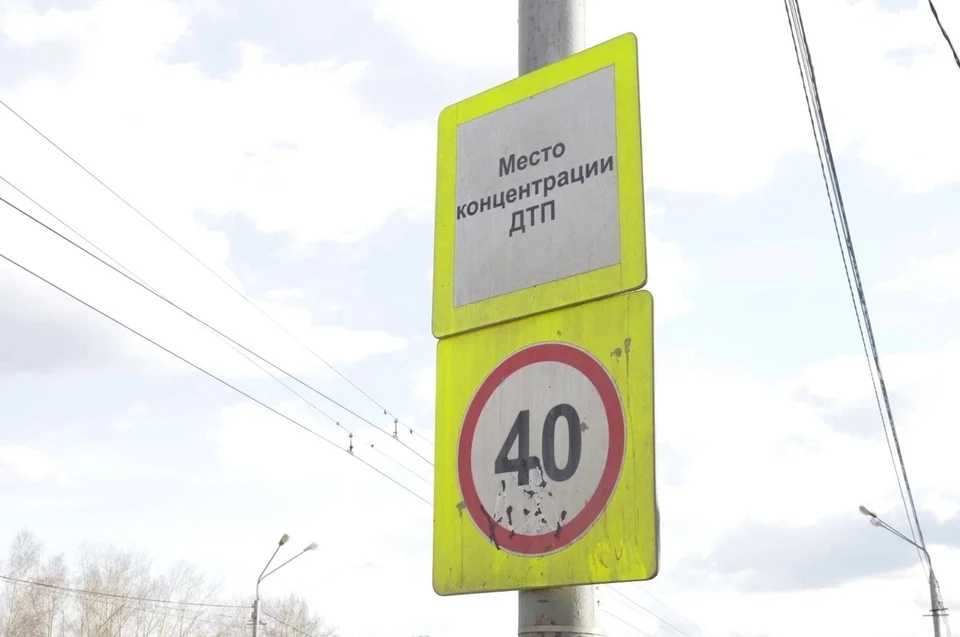 Место
концентрации
ДТП
40